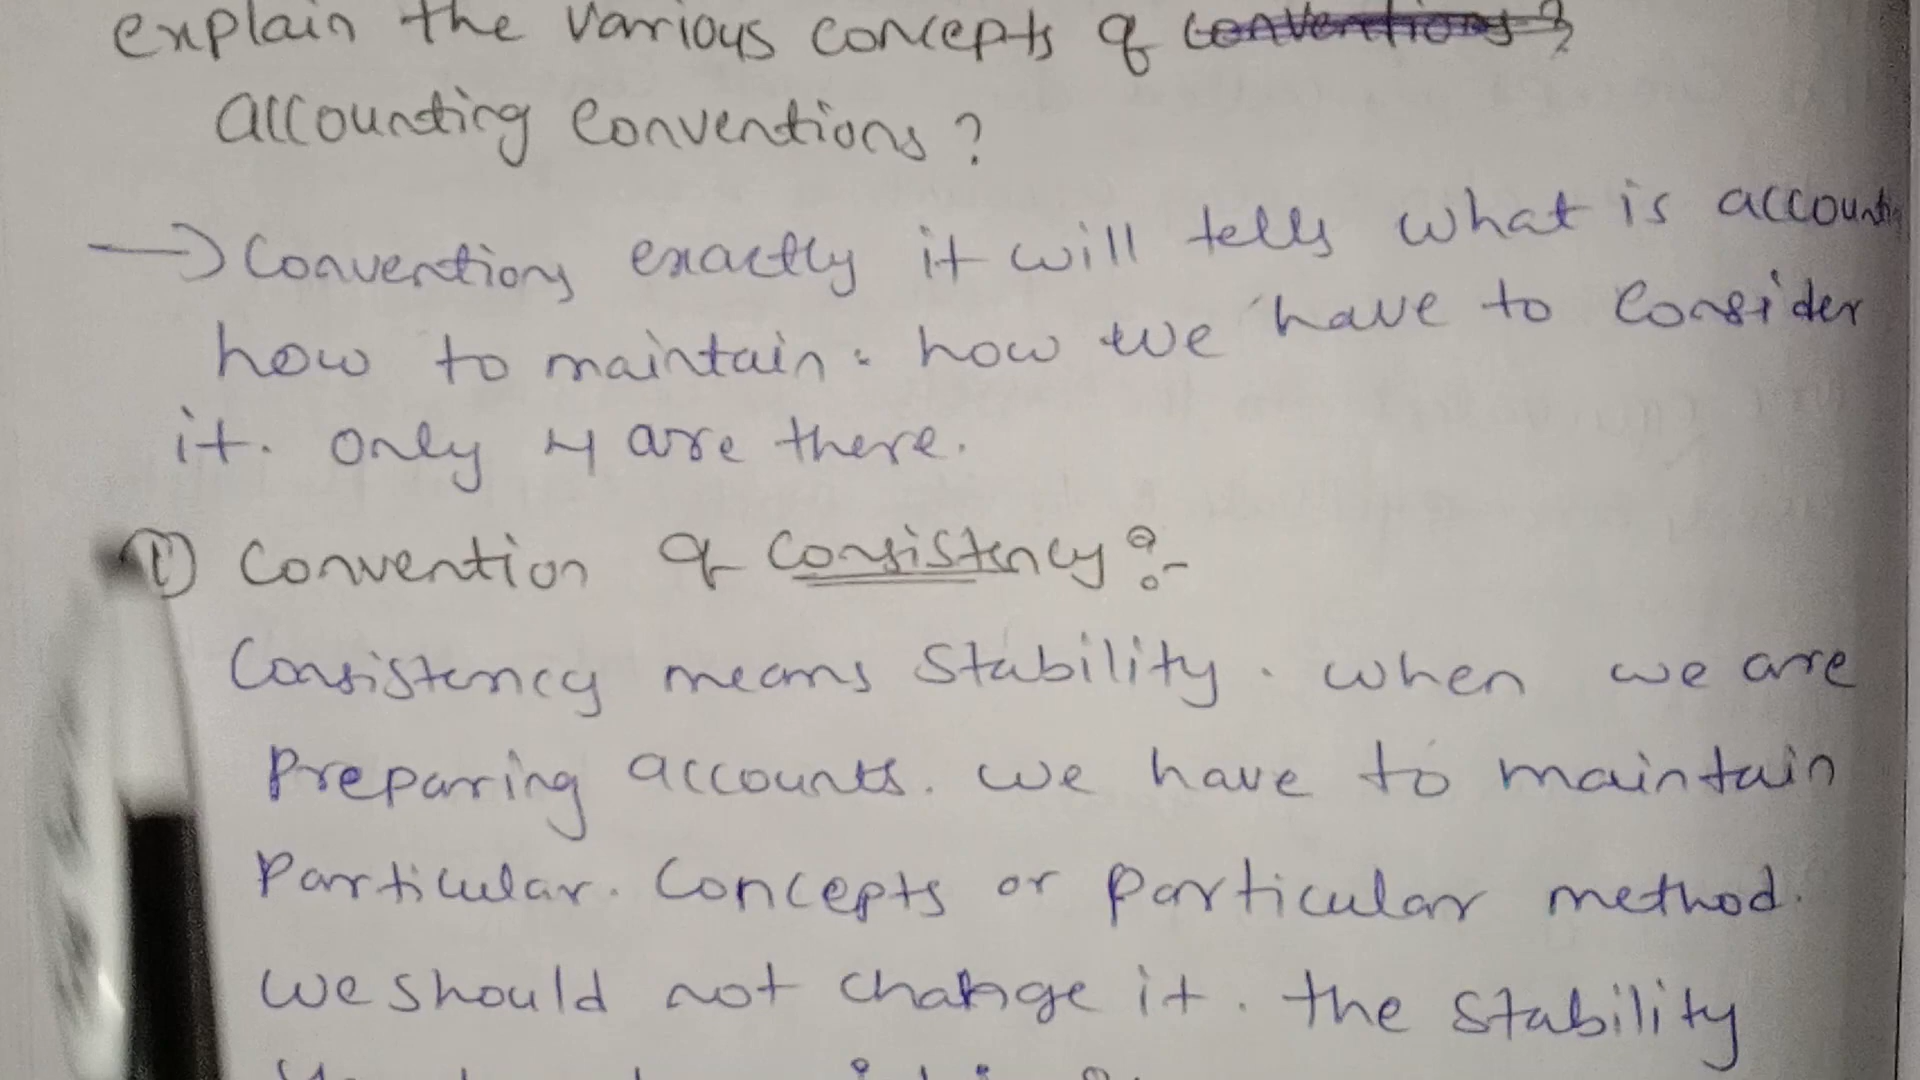 explain the various concepts of conventions?
accounting conventions?
→ Conventions exactly it will tells what is account
how to maintain. how we have to consider
it. only 4 are there.
① Convention of consistency:-
Consistency means stability. when we are
preparing accounts. we have to maintain
particular. concepts or particular method.
we should not change it. the stability